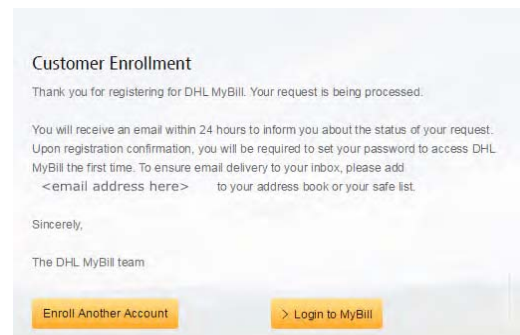 Customer Enrollment
Thank you for registering for DHL MyBill. Your request is being processed.
You will receive an email within 24 hours to inform you about the status of your request.
Upon registration confirmation, you will be required to set your password to access DHL
MyBill the first time. To ensure email delivery to your inbox, please add
<email address here> to your address book or your safe list.
Sincerely,
The DHL MyBill team
Enroll Another Account > Login to MyBill